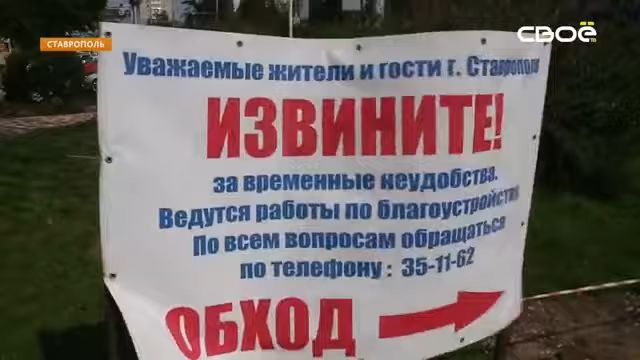 СТАВРОПОЛЬ
СВОЁ
Уважаемые жители и гости г. Ставрополя
ИЗВИНИТЕ!
за временные неудобства.
Ведутся работы по благоустройству
По всем вопросам обращаться
по телефону : 35-11-62
ОБХОД